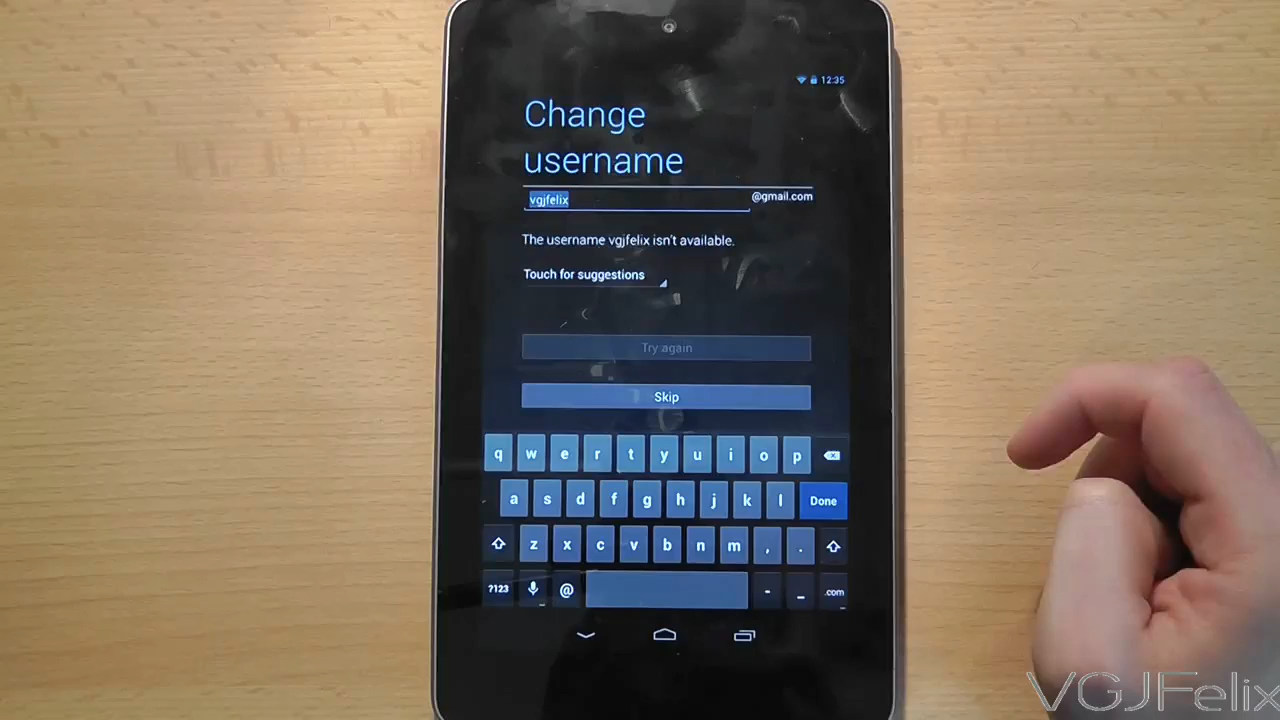 12:35
Change
username
vgjfelix @gmail.com
The username vgjfelix isn't available.
Touch for suggestions
Try again
Skip
q w e r t y u i o p
a s d f g h j k l Done
z x c v b n m , .
?123 @ - _ .com
VGJFelix